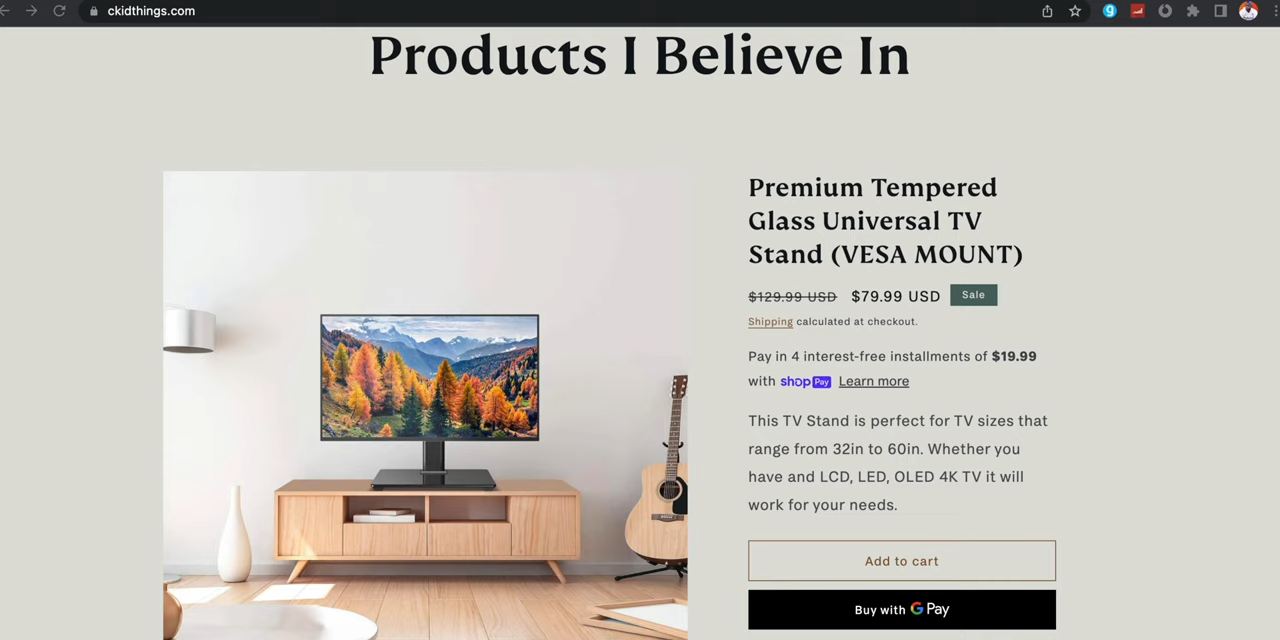 ckidthings.com
Products I Believe In
Premium Tempered
Glass Universal TV
Stand (VESA MOUNT)
$129.99 USD $79.99 USD Sale
Shipping calculated at checkout.
Pay in 4 interest-free installments of $19.99
with shop Pay Learn more
This TV Stand is perfect for TV sizes that
range from 32in to 60in. Whether you
have and LCD, LED, OLED 4K TV it will
work for your needs.
Add to cart
Buy with G Pay